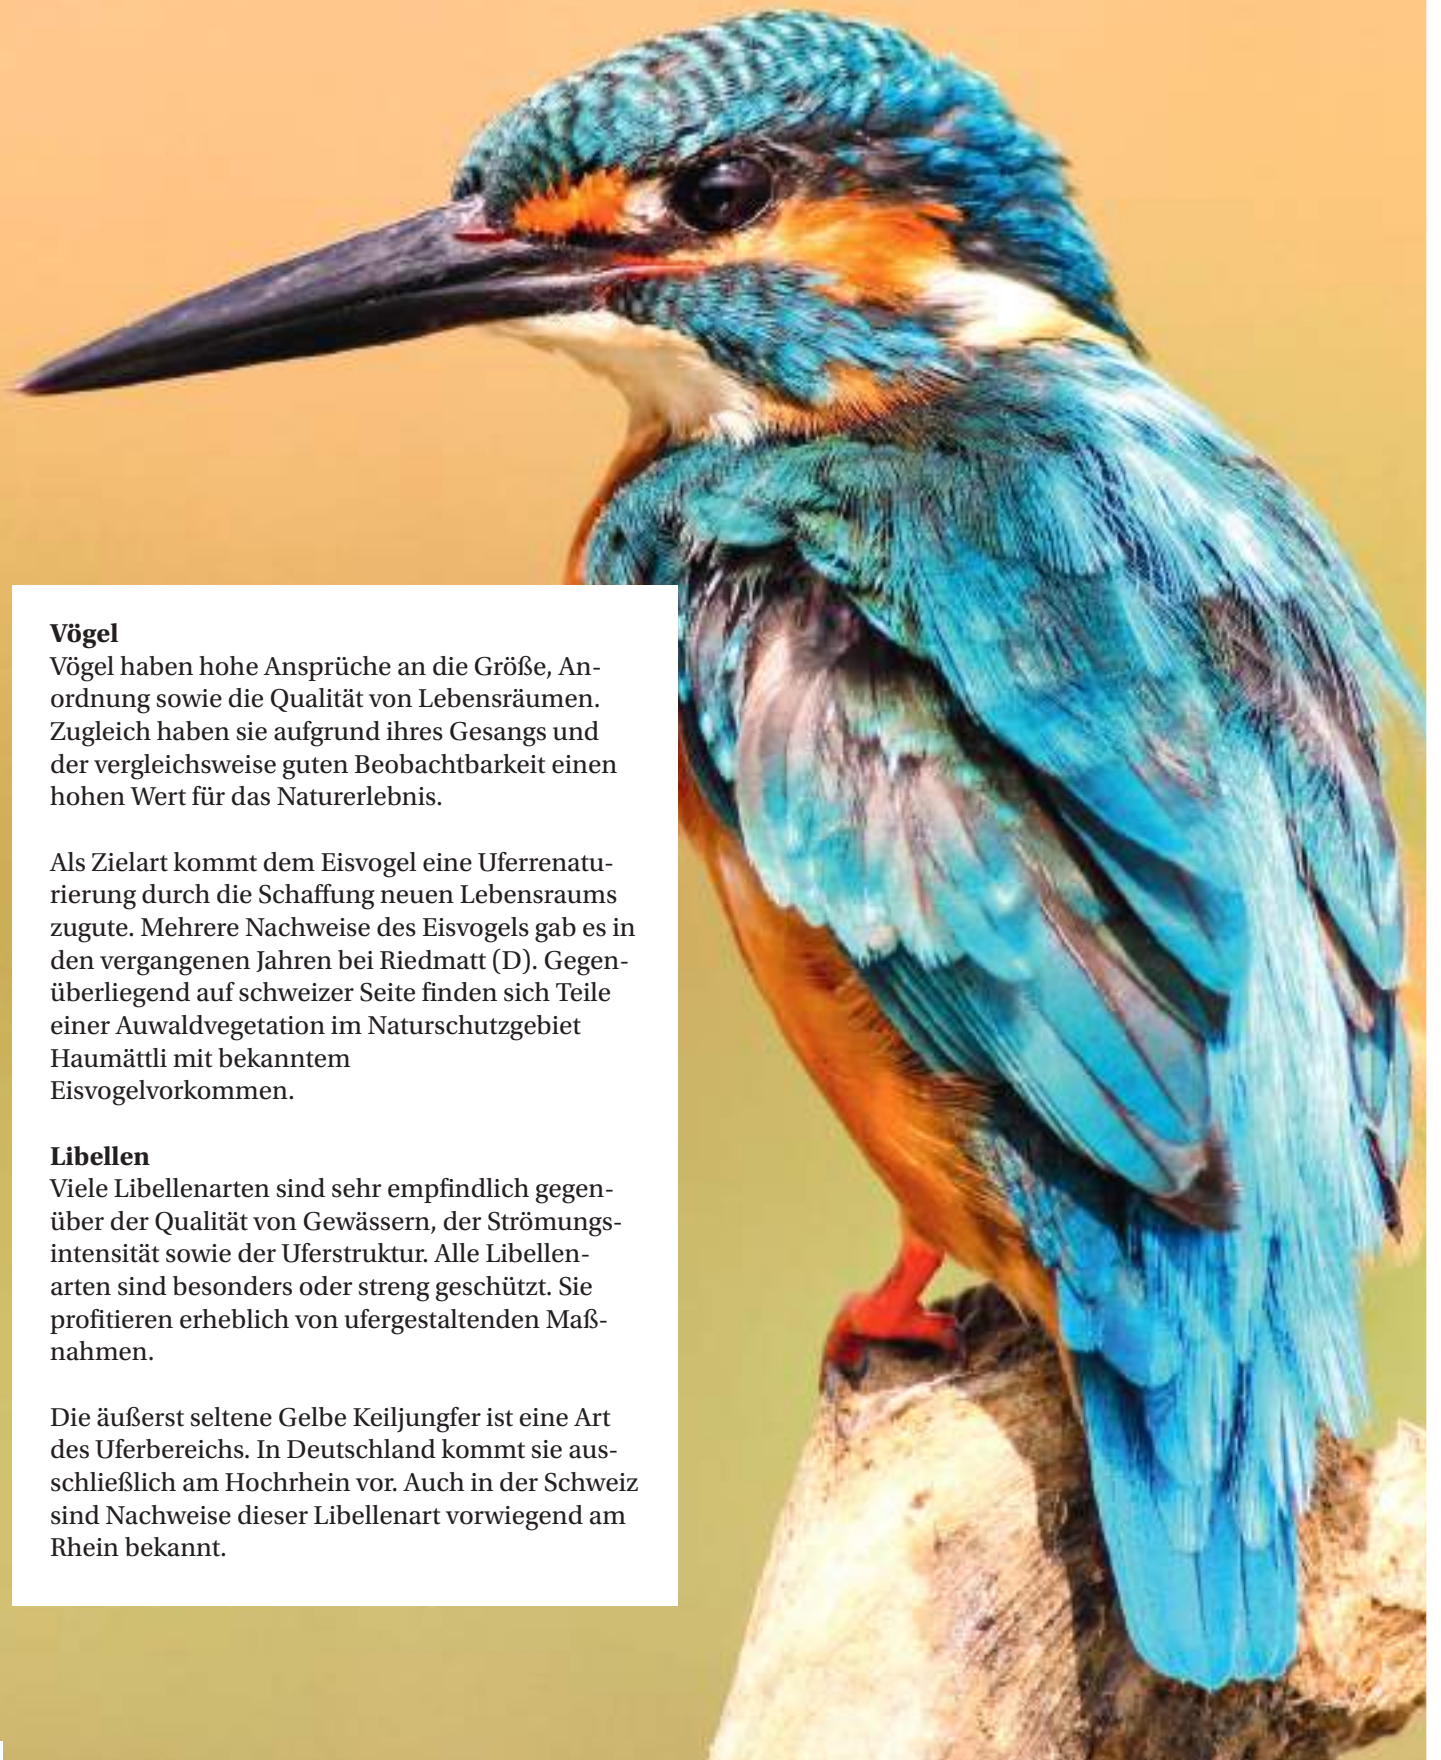 Vögel
Vögel haben hohe Ansprüche an die Größe, An-
ordnung sowie die Qualität von Lebensräumen.
Zugleich haben sie aufgrund ihres Gesangs und
der vergleichsweise guten Beobachtbarkeit einen
hohen Wert für das Naturerlebnis.
Als Zielart kommt dem Eisvogel eine Uferrenatu-
rierung durch die Schaffung neuen Lebensraums
zugute. Mehrere Nachweise des Eisvogels gab es in
den vergangenen Jahren bei Riedmatt (D). Gegen-
überliegend auf schweizer Seite finden sich Teile
einer Auwaldvegetation im Naturschutzgebiet
Haumättli mit bekanntem
Eisvogelvorkommen.
Libellen
Viele Libellenarten sind sehr empfindlich gegen-
über der Qualität von Gewässern, der Strömungs-
intensität sowie der Uferstruktur. Alle Libellen-
arten sind besonders oder streng geschützt. Sie
profitieren erheblich von ufergestaltenden Maß-
nahmen.
Die äußerst seltene Gelbe Keiljungfer ist eine Art
des Uferbereichs. In Deutschland kommt sie aus-
schließlich am Hochrhein vor. Auch in der Schweiz
sind Nachweise dieser Libellenart vorwiegend am
Rhein bekannt.